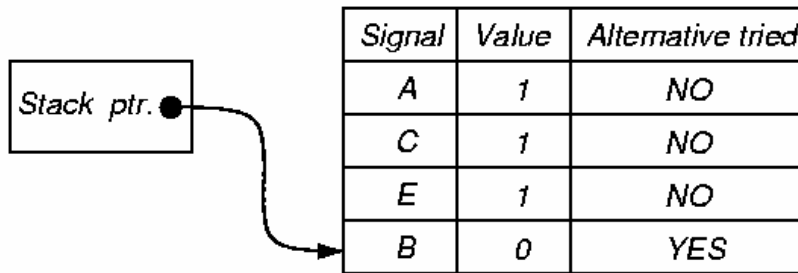 Signal Value Alternative tried
Stack ptr.
A 1 NO
C 1 NO
E 1 NO
B 0 YES